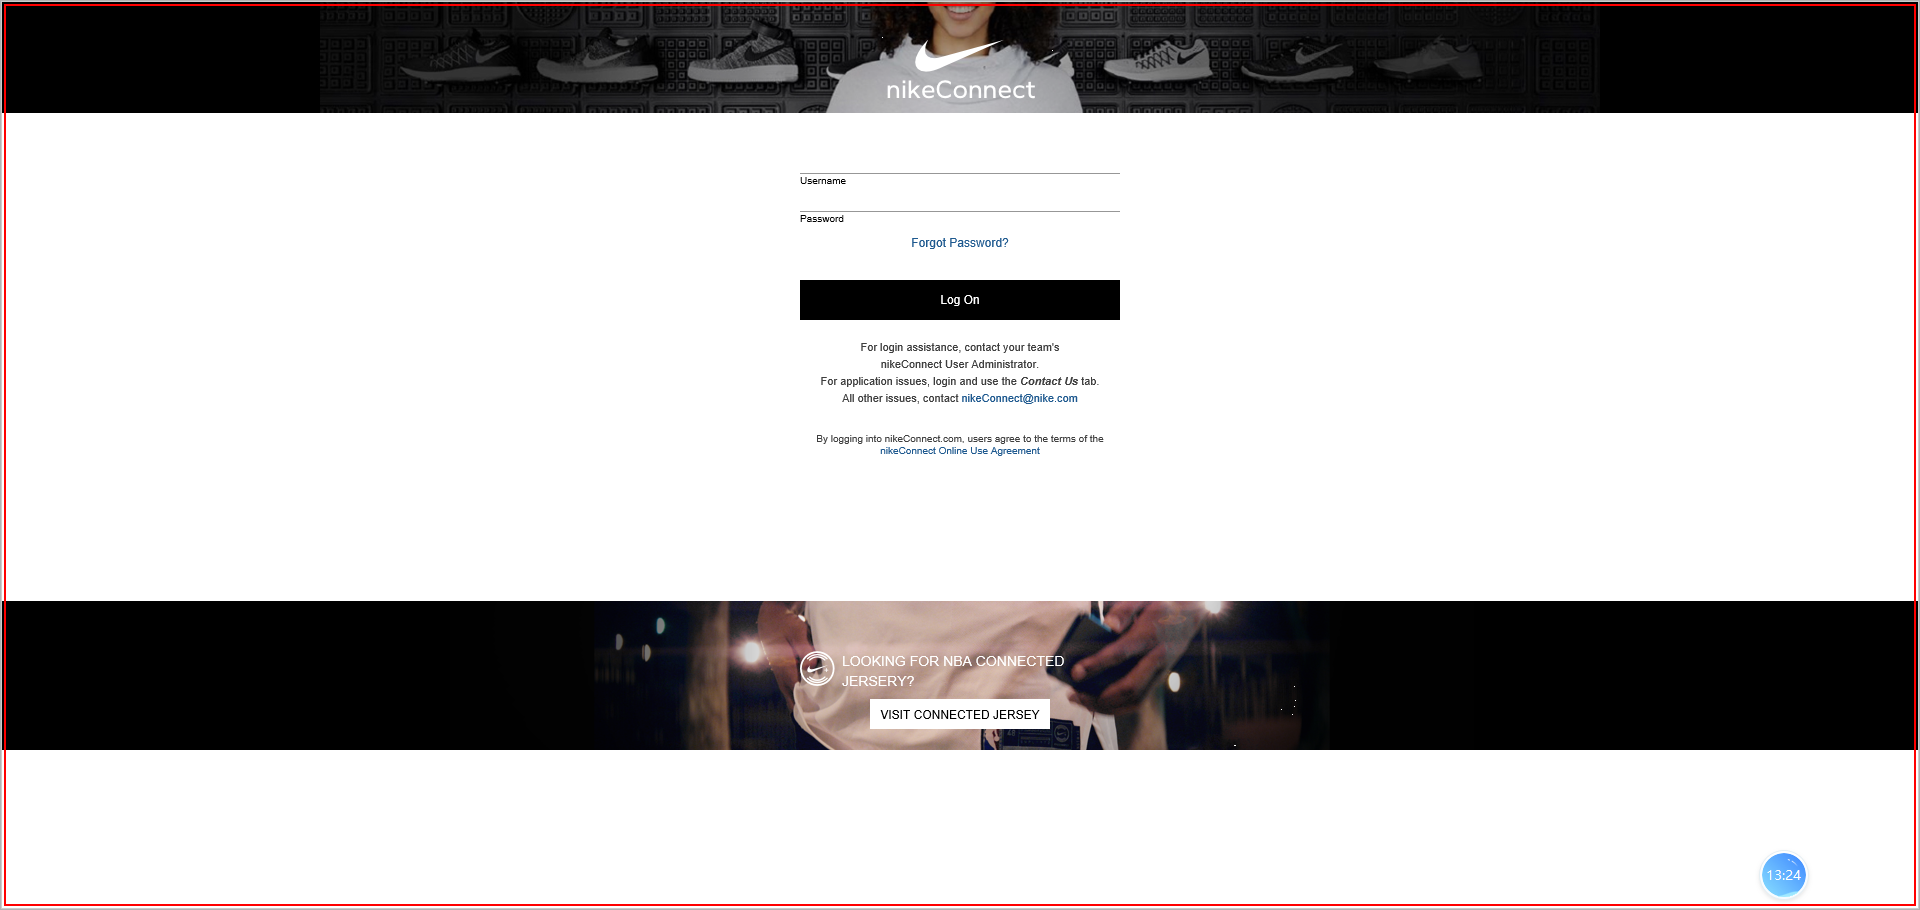 nikeConnect
Username
Password
Forgot Password?
Log On
For login assistance, contact your team's
nikeConnect User Administrator.
For application issues, login and use the Contact Us tab.
All other issues, contact nikeConnect@nike.com
By logging into nikeConnect.com, users agree to the terms of the
nikeConnect Online Use Agreement
LOOKING FOR NBA CONNECTED
JERSERY?
VISIT CONNECTED JERSEY
48
13:24